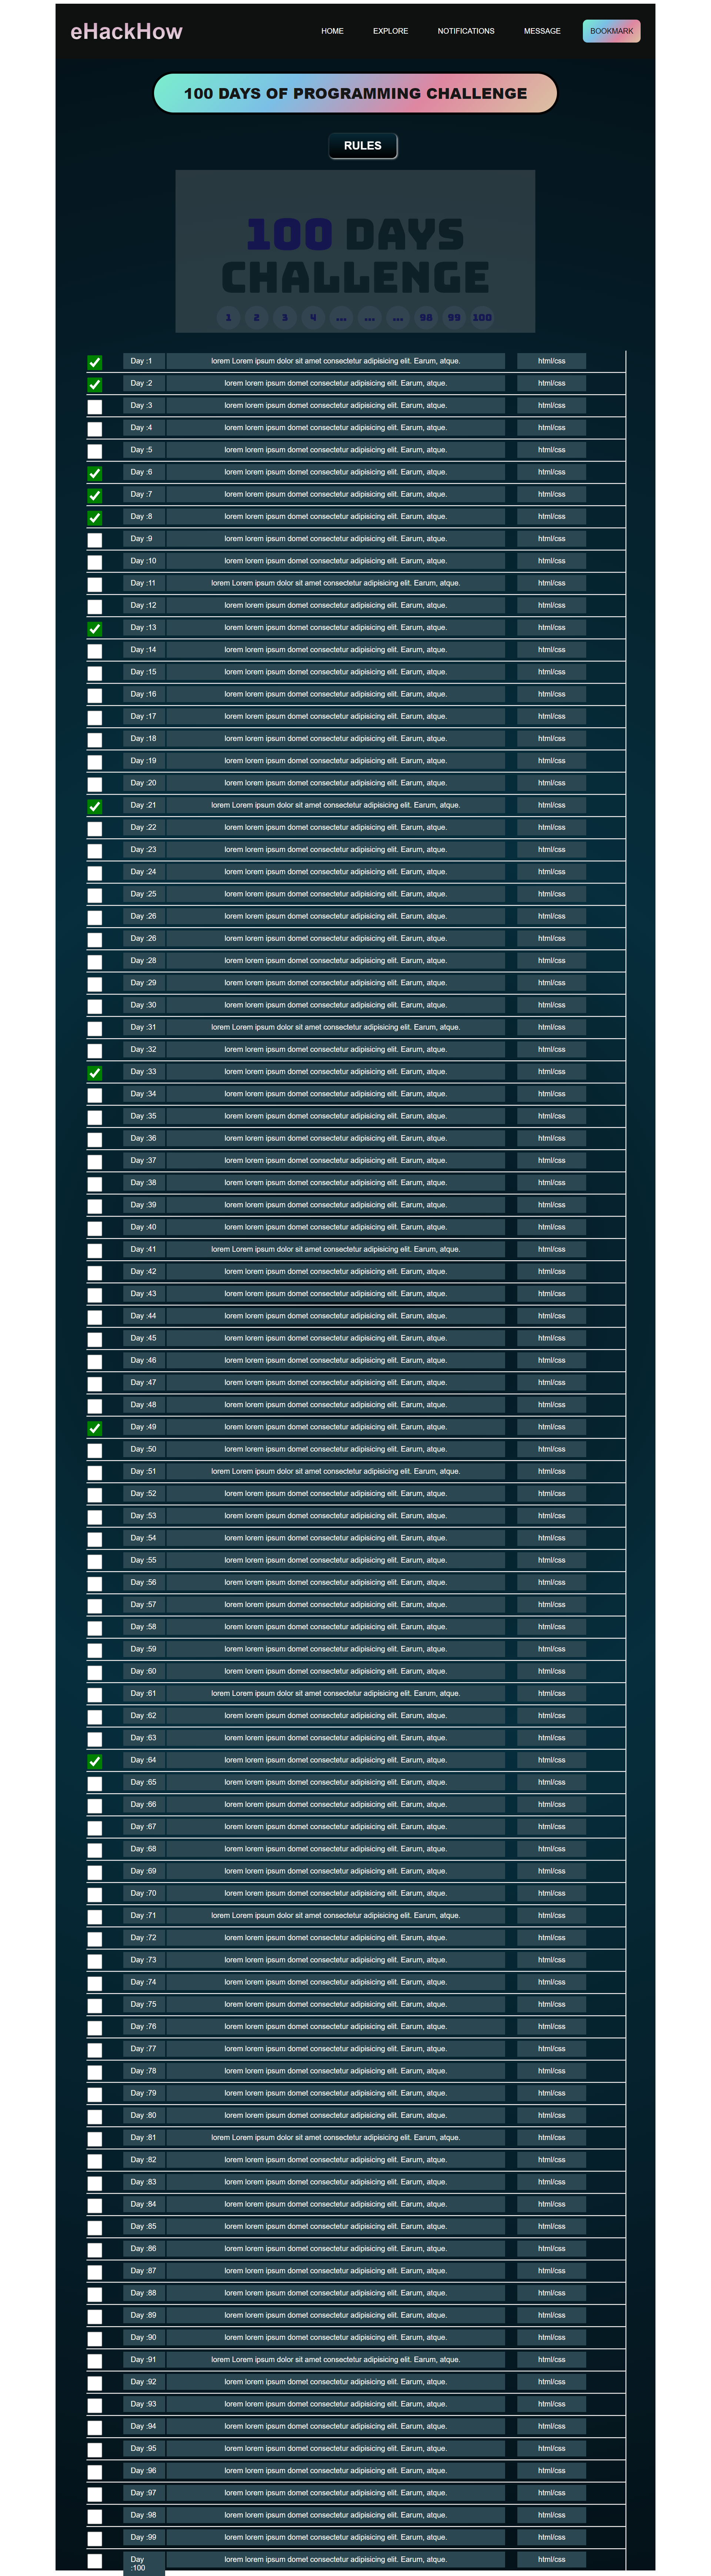 eHackHow
HOME EXPLORE NOTIFICATIONS MESSAGE BOOKMARK
100 DAYS OF PROGRAMMING CHALLENGE
RULES
100 DAYS
CHALLENGE
1 2 3 4 ... ... ... 98 99 100
Day :1 lorem Lorem ipsum dolor sit amet consectetur adipisicing elit. Earum, atque. html/css
Day :2 lorem lorem ipsum domet consectetur adipisicing elit. Earum, atque. html/css
Day :3 lorem lorem ipsum domet consectetur adipisicing elit. Earum, atque. html/css
Day :4 lorem lorem ipsum domet consectetur adipisicing elit. Earum, atque. html/css
Day :5 lorem lorem ipsum domet consectetur adipisicing elit. Earum, atque. html/css
Day :6 lorem lorem ipsum domet consectetur adipisicing elit. Earum, atque. html/css
Day :7 lorem lorem ipsum domet consectetur adipisicing elit. Earum, atque. html/css
Day :8 lorem lorem ipsum domet consectetur adipisicing elit. Earum, atque. html/css
Day :9 lorem lorem ipsum domet consectetur adipisicing elit. Earum, atque. html/css
Day :10 lorem lorem ipsum domet consectetur adipisicing elit. Earum, atque. html/css
Day :11 lorem Lorem ipsum dolor sit amet consectetur adipisicing elit. Earum, atque. html/css
Day :12 lorem lorem ipsum domet consectetur adipisicing elit. Earum, atque. html/css
Day :13 lorem lorem ipsum domet consectetur adipisicing elit. Earum, atque. html/css
Day :14 lorem lorem ipsum domet consectetur adipisicing elit. Earum, atque. html/css
Day :15 lorem lorem ipsum domet consectetur adipisicing elit. Earum, atque. html/css
Day :16 lorem lorem ipsum domet consectetur adipisicing elit. Earum, atque. html/css
Day :17 lorem lorem ipsum domet consectetur adipisicing elit. Earum, atque. html/css
Day :18 lorem lorem ipsum domet consectetur adipisicing elit. Earum, atque. html/css
Day :19 lorem lorem ipsum domet consectetur adipisicing elit. Earum, atque. html/css
Day :20 lorem lorem ipsum domet consectetur adipisicing elit. Earum, atque. html/css
Day :21 lorem Lorem ipsum dolor sit amet consectetur adipisicing elit. Earum, atque. html/css
Day :22 lorem lorem ipsum domet consectetur adipisicing elit. Earum, atque. html/css
Day :23 lorem lorem ipsum domet consectetur adipisicing elit. Earum, atque. html/css
Day :24 lorem lorem ipsum domet consectetur adipisicing elit. Earum, atque. html/css
Day :25 lorem lorem ipsum domet consectetur adipisicing elit. Earum, atque. html/css
Day :26 lorem lorem ipsum domet consectetur adipisicing elit. Earum, atque. html/css
Day :26 lorem lorem ipsum domet consectetur adipisicing elit. Earum, atque. html/css
Day :28 lorem lorem ipsum domet consectetur adipisicing elit. Earum, atque. html/css
Day :29 lorem lorem ipsum domet consectetur adipisicing elit. Earum, atque. html/css
Day :30 lorem lorem ipsum domet consectetur adipisicing elit. Earum, atque. html/css
Day :31 lorem Lorem ipsum dolor sit amet consectetur adipisicing elit. Earum, atque. html/css
Day :32 lorem lorem ipsum domet consectetur adipisicing elit. Earum, atque. html/css
Day :33 lorem lorem ipsum domet consectetur adipisicing elit. Earum, atque. html/css
Day :34 lorem lorem ipsum domet consectetur adipisicing elit. Earum, atque. html/css
Day :35 lorem lorem ipsum domet consectetur adipisicing elit. Earum, atque. html/css
Day :36 lorem lorem ipsum domet consectetur adipisicing elit. Earum, atque. html/css
Day :37 lorem lorem ipsum domet consectetur adipisicing elit. Earum, atque. html/css
Day :38 lorem lorem ipsum domet consectetur adipisicing elit. Earum, atque. html/css
Day :39 lorem lorem ipsum domet consectetur adipisicing elit. Earum, atque. html/css
Day :40 lorem lorem ipsum domet consectetur adipisicing elit. Earum, atque. html/css
Day :41 lorem Lorem ipsum dolor sit amet consectetur adipisicing elit. Earum, atque. html/css
Day :42 lorem lorem ipsum domet consectetur adipisicing elit. Earum, atque. html/css
Day :43 lorem lorem ipsum domet consectetur adipisicing elit. Earum, atque. html/css
Day :44 lorem lorem ipsum domet consectetur adipisicing elit. Earum, atque. html/css
Day :45 lorem lorem ipsum domet consectetur adipisicing elit. Earum, atque. html/css
Day :46 lorem lorem ipsum domet consectetur adipisicing elit. Earum, atque. html/css
Day :47 lorem lorem ipsum domet consectetur adipisicing elit. Earum, atque. html/css
Day :48 lorem lorem ipsum domet consectetur adipisicing elit. Earum, atque. html/css
Day :49 lorem lorem ipsum domet consectetur adipisicing elit. Earum, atque. html/css
Day :50 lorem lorem ipsum domet consectetur adipisicing elit. Earum, atque. html/css
Day :51 lorem Lorem ipsum dolor sit amet consectetur adipisicing elit. Earum, atque. html/css
Day :52 lorem lorem ipsum domet consectetur adipisicing elit. Earum, atque. html/css
Day :53 lorem lorem ipsum domet consectetur adipisicing elit. Earum, atque. html/css
Day :54 lorem lorem ipsum domet consectetur adipisicing elit. Earum, atque. html/css
Day :55 lorem lorem ipsum domet consectetur adipisicing elit. Earum, atque. html/css
Day :56 lorem lorem ipsum domet consectetur adipisicing elit. Earum, atque. html/css
Day :57 lorem lorem ipsum domet consectetur adipisicing elit. Earum, atque. html/css
Day :58 lorem lorem ipsum domet consectetur adipisicing elit. Earum, atque. html/css
Day :59 lorem lorem ipsum domet consectetur adipisicing elit. Earum, atque. html/css
Day :60 lorem lorem ipsum domet consectetur adipisicing elit. Earum, atque. html/css
Day :61 lorem Lorem ipsum dolor sit amet consectetur adipisicing elit. Earum, atque. html/css
Day :62 lorem lorem ipsum domet consectetur adipisicing elit. Earum, atque. html/css
Day :63 lorem lorem ipsum domet consectetur adipisicing elit. Earum, atque. html/css
Day :64 lorem lorem ipsum domet consectetur adipisicing elit. Earum, atque. html/css
Day :65 lorem lorem ipsum domet consectetur adipisicing elit. Earum, atque. html/css
Day :66 lorem lorem ipsum domet consectetur adipisicing elit. Earum, atque. html/css
Day :67 lorem lorem ipsum domet consectetur adipisicing elit. Earum, atque. html/css
Day :68 lorem lorem ipsum domet consectetur adipisicing elit. Earum, atque. html/css
Day :69 lorem lorem ipsum domet consectetur adipisicing elit. Earum, atque. html/css
Day :70 lorem lorem ipsum domet consectetur adipisicing elit. Earum, atque. html/css
Day :71 lorem Lorem ipsum dolor sit amet consectetur adipisicing elit. Earum, atque. html/css
Day :72 lorem lorem ipsum domet consectetur adipisicing elit. Earum, atque. html/css
Day :73 lorem lorem ipsum domet consectetur adipisicing elit. Earum, atque. html/css
Day :74 lorem lorem ipsum domet consectetur adipisicing elit. Earum, atque. html/css
Day :75 lorem lorem ipsum domet consectetur adipisicing elit. Earum, atque. html/css
Day :76 lorem lorem ipsum domet consectetur adipisicing elit. Earum, atque. html/css
Day :77 lorem lorem ipsum domet consectetur adipisicing elit. Earum, atque. html/css
Day :78 lorem lorem ipsum domet consectetur adipisicing elit. Earum, atque. html/css
Day :79 lorem lorem ipsum domet consectetur adipisicing elit. Earum, atque. html/css
Day :80 lorem lorem ipsum domet consectetur adipisicing elit. Earum, atque. html/css
Day :81 lorem Lorem ipsum dolor sit amet consectetur adipisicing elit. Earum, atque. html/css
Day :82 lorem lorem ipsum domet consectetur adipisicing elit. Earum, atque. html/css
Day :83 lorem lorem ipsum domet consectetur adipisicing elit. Earum, atque. html/css
Day :84 lorem lorem ipsum domet consectetur adipisicing elit. Earum, atque. html/css
Day :85 lorem lorem ipsum domet consectetur adipisicing elit. Earum, atque. html/css
Day :86 lorem lorem ipsum domet consectetur adipisicing elit. Earum, atque. html/css
Day :87 lorem lorem ipsum domet consectetur adipisicing elit. Earum, atque. html/css
Day :88 lorem lorem ipsum domet consectetur adipisicing elit. Earum, atque. html/css
Day :89 lorem lorem ipsum domet consectetur adipisicing elit. Earum, atque. html/css
Day :90 lorem lorem ipsum domet consectetur adipisicing elit. Earum, atque. html/css
Day :91 lorem Lorem ipsum dolor sit amet consectetur adipisicing elit. Earum, atque. html/css
Day :92 lorem lorem ipsum domet consectetur adipisicing elit. Earum, atque. html/css
Day :93 lorem lorem ipsum domet consectetur adipisicing elit. Earum, atque. html/css
Day :94 lorem lorem ipsum domet consectetur adipisicing elit. Earum, atque. html/css
Day :95 lorem lorem ipsum domet consectetur adipisicing elit. Earum, atque. html/css
Day :96 lorem lorem ipsum domet consectetur adipisicing elit. Earum, atque. html/css
Day :97 lorem lorem ipsum domet consectetur adipisicing elit. Earum, atque. html/css
Day :98 lorem lorem ipsum domet consectetur adipisicing elit. Earum, atque. html/css
Day :99 lorem lorem ipsum domet consectetur adipisicing elit. Earum, atque. html/css
Day lorem lorem ipsum domet consectetur adipisicing elit. Earum, atque. html/css
:100